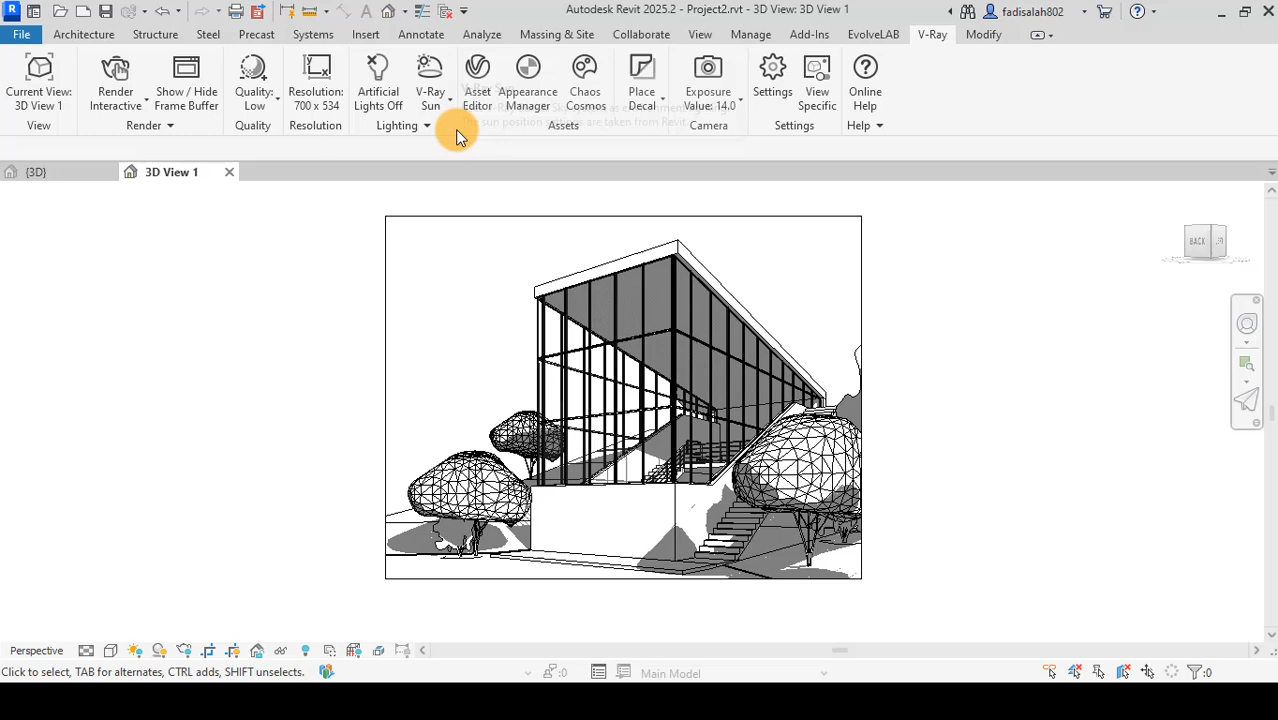 Autodesk Revit 2025.2 - Project2.rvt - 3D View: 3D View 1
fadisalah802
File Architecture Structure Steel Precast Systems Insert Annotate Analyze Massing & Site Collaborate View Manage Add-Ins EvolveLAB V-Ray Modify
Current View:
3D View 1
Render
Interactive
Show / Hide
Frame Buffer
Quality:
Low
Resolution:
700 x 534
Artificial
Lights Off
V-Ray
Sun
Asset
Editor
Appearance
Manager
Chaos
Cosmos
Place
Decal
Exposure
Value: 14.0
Settings
View
Specific
Online
Help
View Render Quality Resolution Lighting Assets Camera Settings Help
{3D} 3D View 1
BACK
Perspective
Click to select, TAB for alternates, CTRL adds, SHIFT unselects.
:0
Main Model
:0